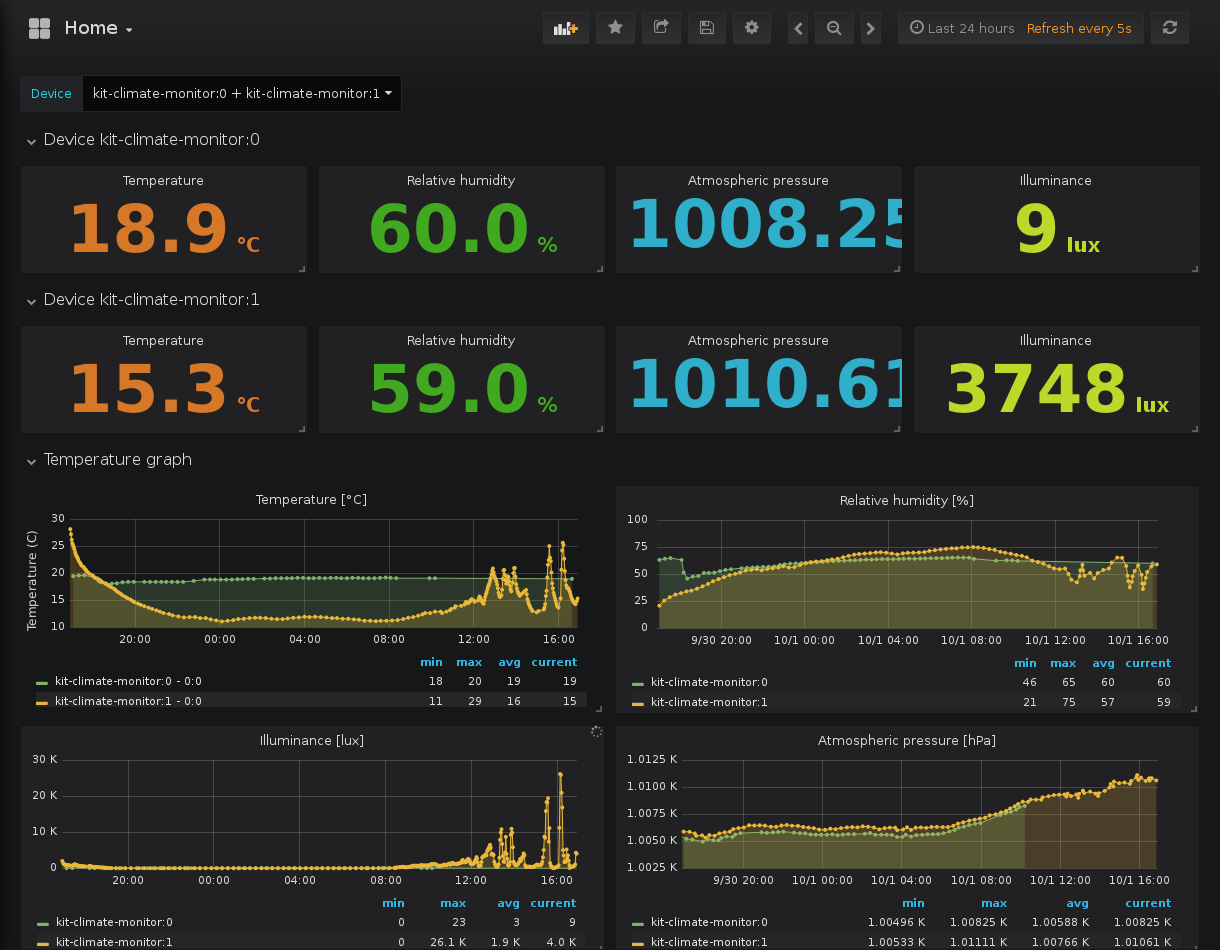 Home
Last 24 hours Refresh every 5s
Device kit-climate-monitor:0 + kit-climate-monitor:1
Device kit-climate-monitor:0
Temperature Relative humidity Atmospheric pressure Illuminance
18.9 °C 60.0 % 1008.25 9 lux
Device kit-climate-monitor:1
Temperature Relative humidity Atmospheric pressure Illuminance
15.3 °C 59.0 % 1010.61 3748 lux
Temperature graph
Temperature [°C]
Temperature (C)
30
25
20
15
10
20:00 00:00 04:00 08:00 12:00 16:00
min max avg current
kit-climate-monitor:0 - 0:0 18 20 19 19
kit-climate-monitor:1 - 0:0 11 29 16 15
Relative humidity [%]
100
75
50
25
0
9/30 20:00 10/1 00:00 10/1 04:00 10/1 08:00 10/1 12:00 10/1 16:00
min max avg current
kit-climate-monitor:0 46 65 60 60
kit-climate-monitor:1 21 75 57 59
Illuminance [lux]
30 K
20 K
10 K
0
20:00 00:00 04:00 08:00 12:00 16:00
min max avg current
kit-climate-monitor:0 0 23 3 9
kit-climate-monitor:1 0 26.1 K 1.9 K 4.0 K
Atmospheric pressure [hPa]
1.0125 K
1.0100 K
1.0075 K
1.0050 K
1.0025 K
9/30 20:00 10/1 00:00 10/1 04:00 10/1 08:00 10/1 12:00 10/1 16:00
min max avg current
kit-climate-monitor:0 1.00496 K 1.00825 K 1.00588 K 1.00825 K
kit-climate-monitor:1 1.00533 K 1.01111 K 1.00766 K 1.01061 K